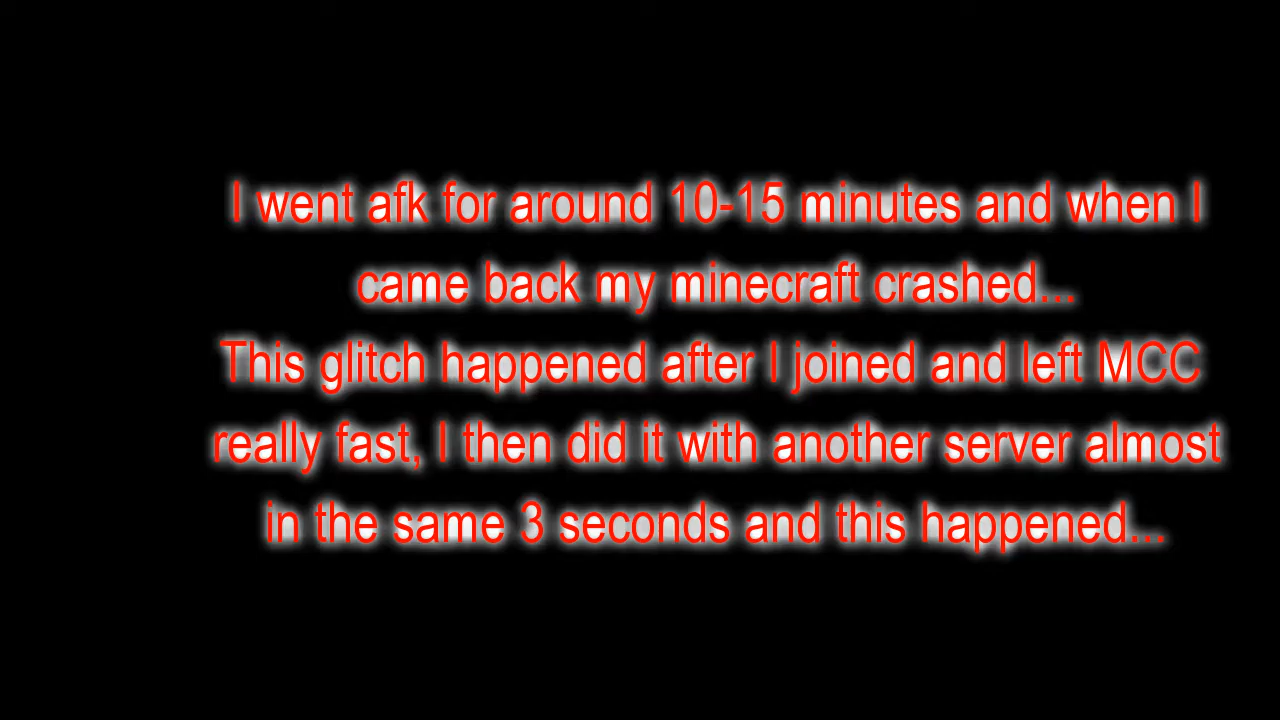 I went afk for around 10-15 minutes and when I
came back my minecraft crashed...
This glitch happened after I joined and left MCC
really fast, I then did it with another server almost
in the same 3 seconds and this happened...